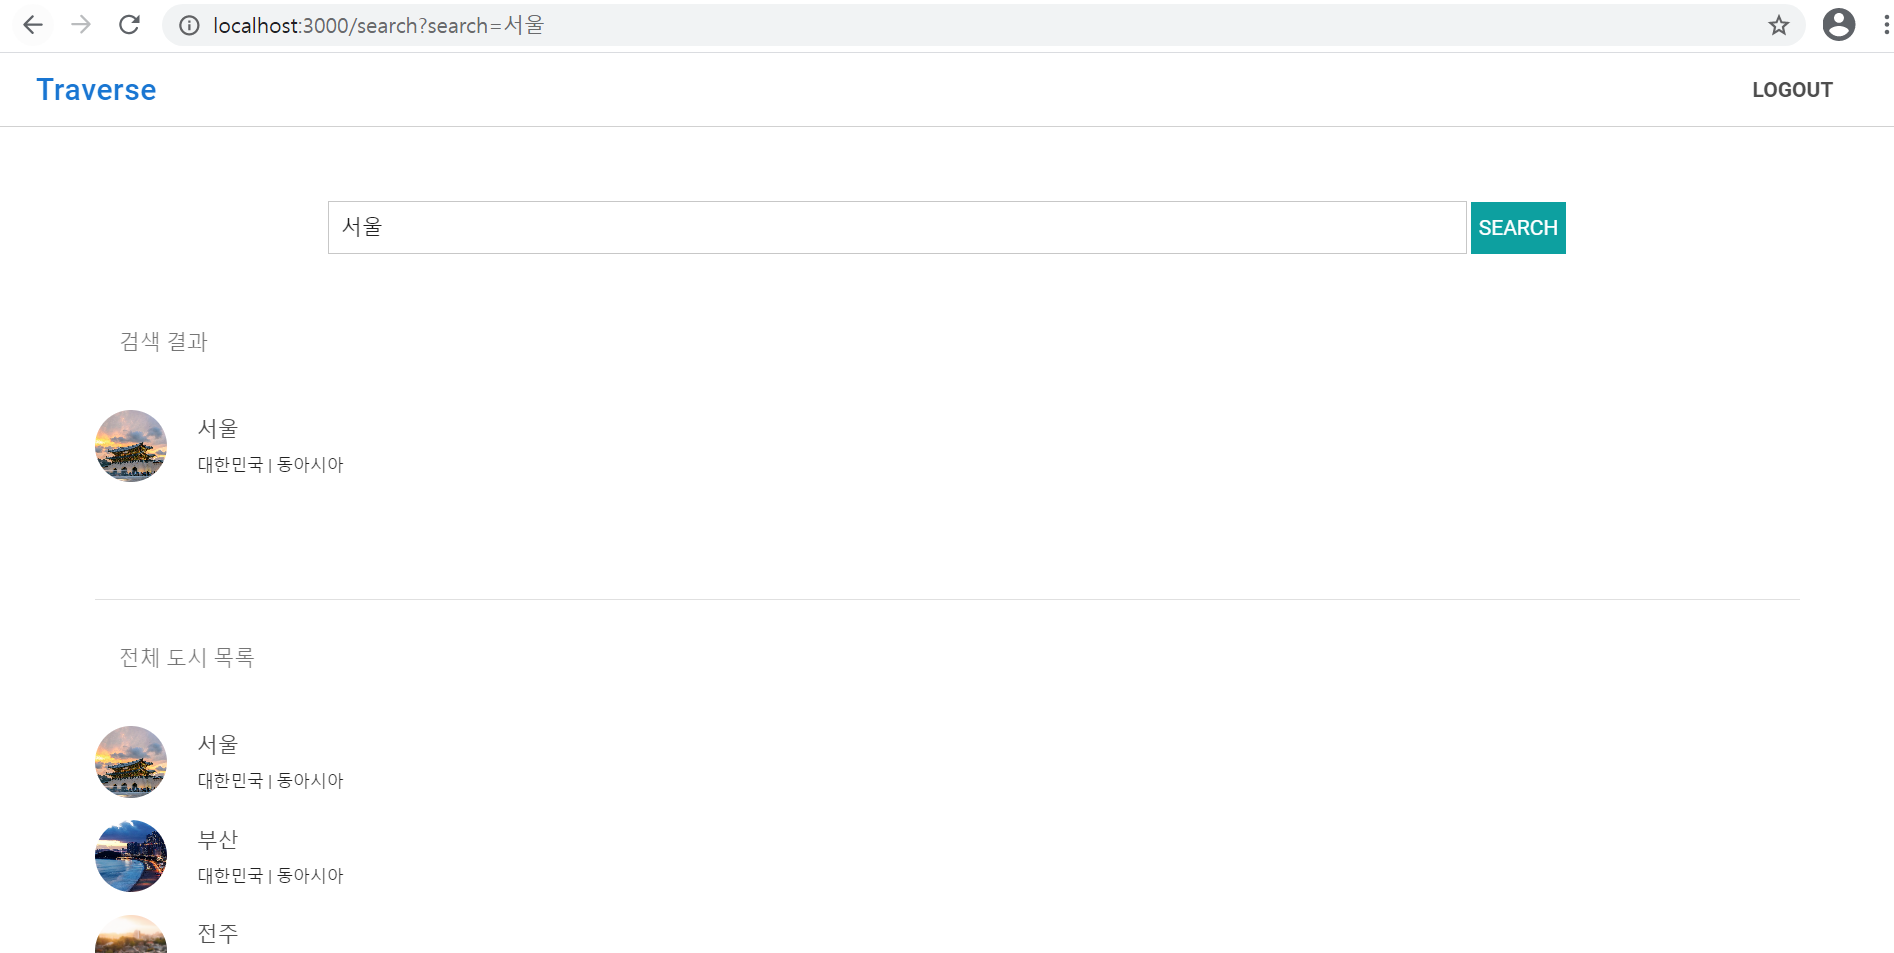 localhost:3000/search?search=서울
Traverse
LOGOUT
서울
SEARCH
검색 결과
서울
대한민국 | 동아시아
전체 도시 목록
서울
대한민국 | 동아시아
부산
대한민국 | 동아시아
전주